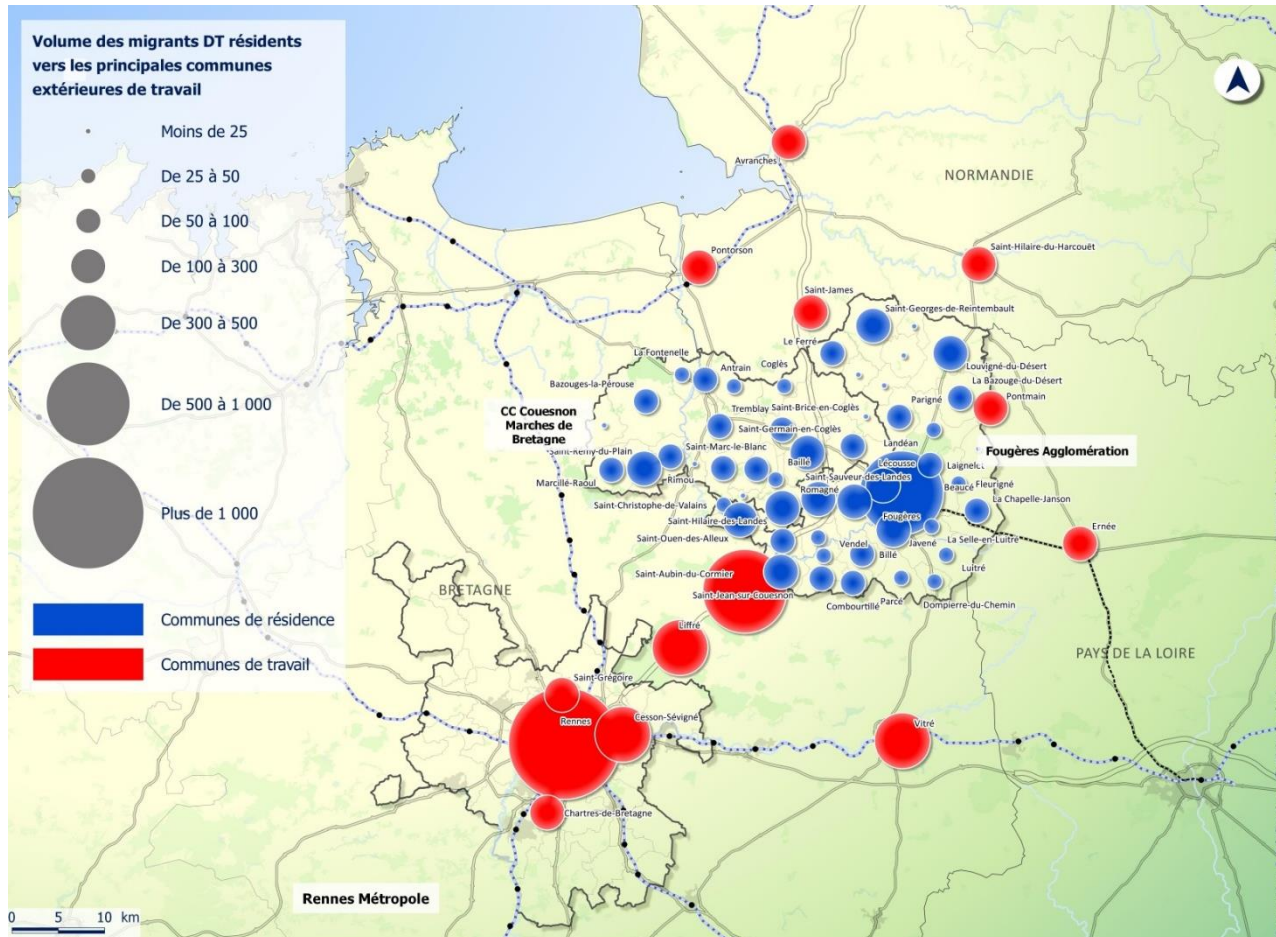 Volume des migrants DT résidents
vers les principales communes
extérieures de travail
Moins de 25
De 25 à 50
De 50 à 100
De 100 à 300
De 300 à 500
De 500 à 1 000
Plus de 1 000
Communes de résidence
Communes de travail
Avranches
NORMANDIE
Pontorson
Saint-Hilaire-du-Harcouët
Saint-James
Saint-Georges-de-Reintembault
Le Ferré
La Fontenelle
Antrain
Coglès
Louvigné-du-Désert
La Bazouge-du-Désert
Bazouges-la-Pérouse
Parigné
Pontmain
CC Couesnon
Marches de
Bretagne
Tremblay
Saint-Brice-en-Coglès
Saint-Germain-en-Coglès
Landéan
Fougères Agglomération
Saint-Rémy-du-Plain
Saint-Marc-le-Blanc
Baillé
Lécousse
Laignelet
Marcillé-Raoul
Rimou
Saint-Sauveur-des-Landes
Beaucé
Fleurigné
Romagné
La Chapelle-Janson
Saint-Christophe-de-Valains
Saint-Hilaire-des-Landes
Fougères
Ernée
Saint-Ouen-des-Alleux
Vendel
Javené
La Selle-en-Luitré
Billé
Luitré
Saint-Aubin-du-Cormier
Saint-Jean-sur-Couesnon
Combourtillé
Parcé
Dompierre-du-Chemin
BRETAGNE
Liffré
PAYS DE LA LOIRE
Saint-Grégoire
Rennes
Cesson-Sévigné
Vitré
Chartres-de-Bretagne
Rennes Métropole
0 5 10 km